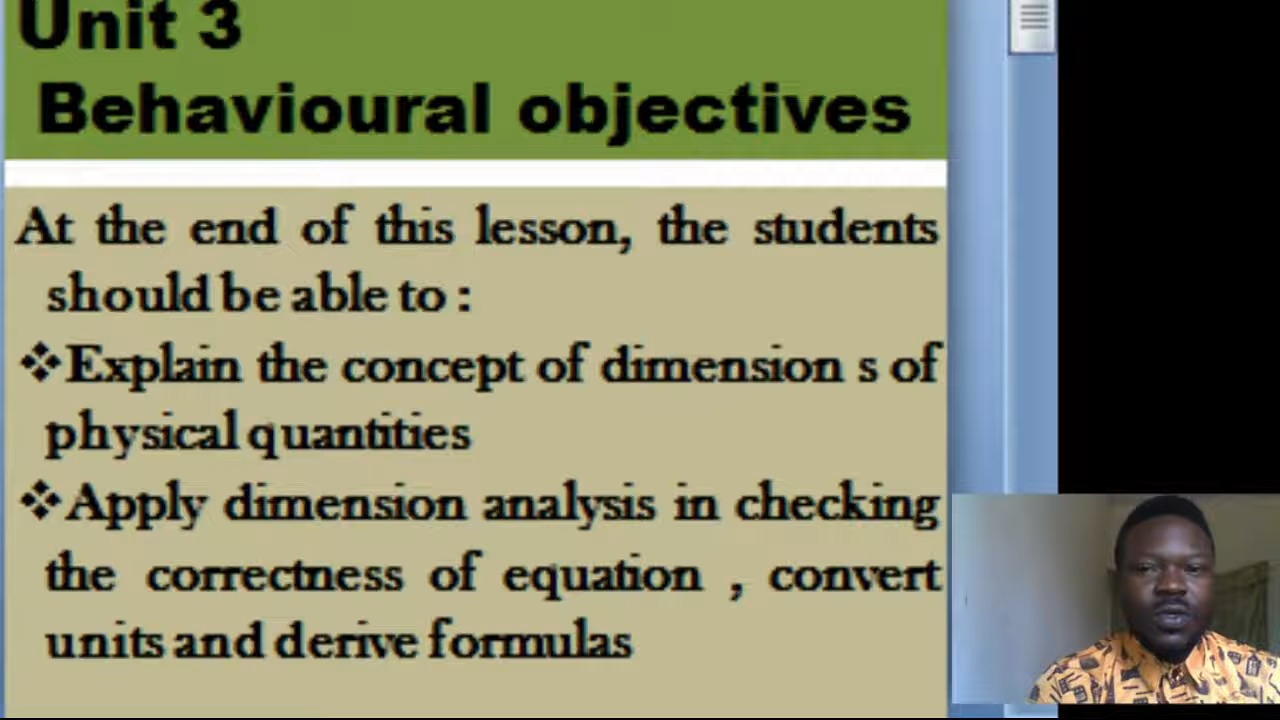 Unit 3
Behavioural objectives
At the end of this lesson, the students
should be able to :
❖Explain the concept of dimension s of
physical quantities
❖Apply dimension analysis in checking
the correctness of equation , convert
units and derive formulas